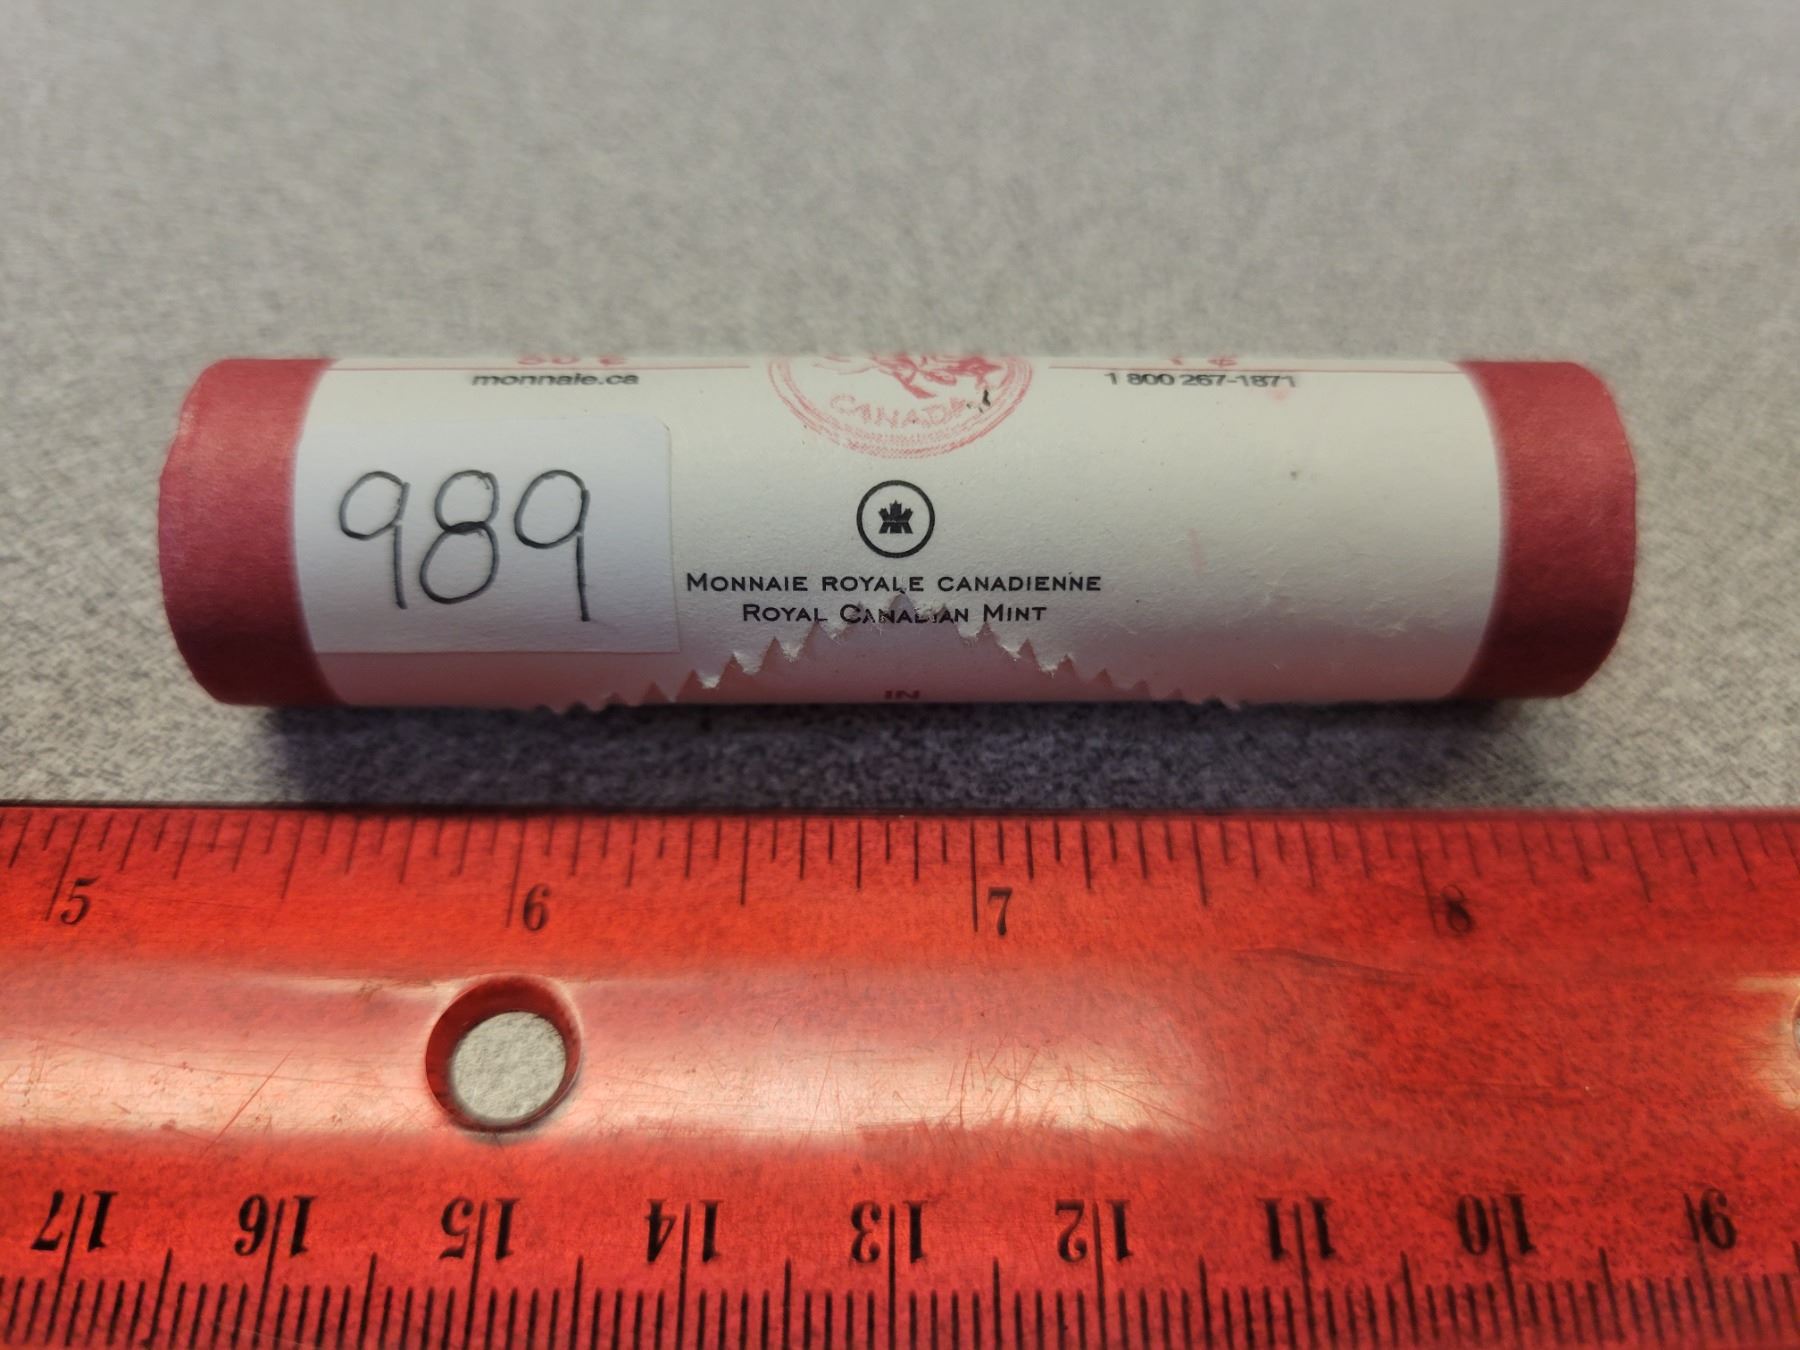 monnaie.ca
1 800 267-1871
CANADA
989
MONNAIE ROYALE CANADIENNE
ROYAL CANADIAN MINT
IN
5 6 7 8
17 16 15 14 13 12 11 10 9